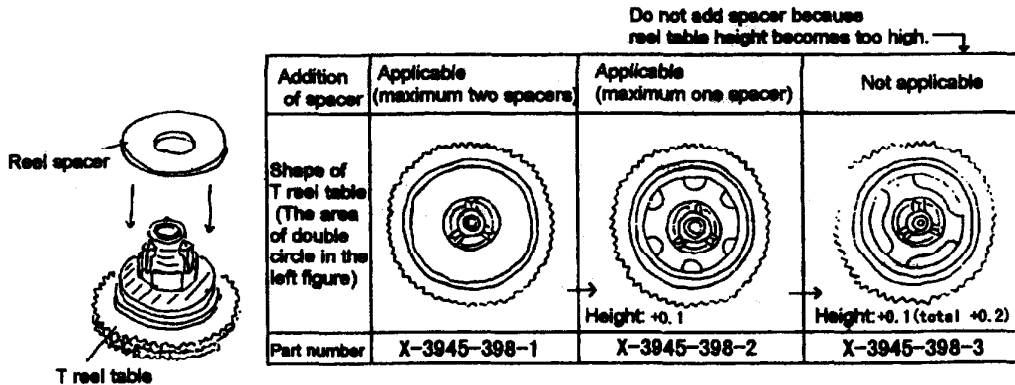 Do not add spacer because
reel table height becomes too high.
Addition
of spacer
Applicable
(maximum two spacers)
Applicable
(maximum one spacer)
Not applicable
Reel spacer
Shape of
T reel table
(The area
of double
circle in the
left figure)
Height: +0.1
Height:+0.1(total +0.2)
Part number
X-3945-398-1
X-3945-398-2
X-3945-398-3
T reel table